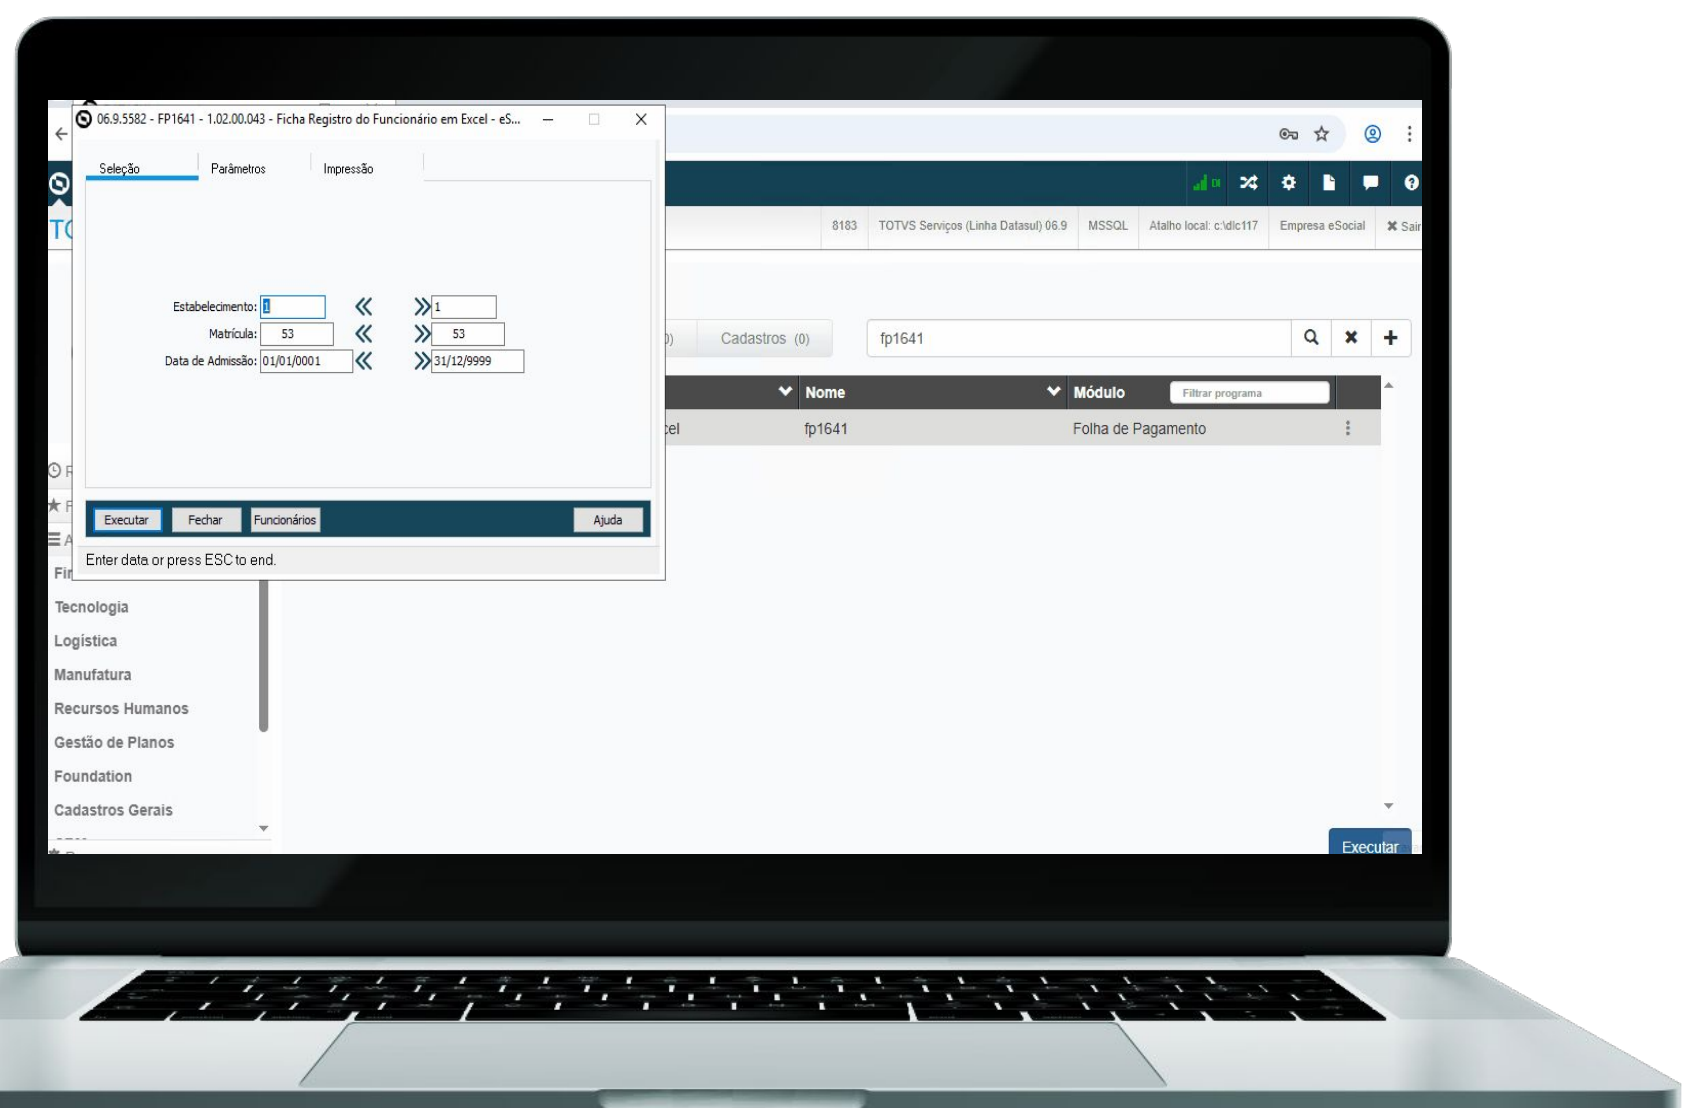 06.9.5582 - FP1641 - 1.02.00.043 - Ficha Registro do Funcionário em Excel - eS...
Seleção
Parâmetros
Impressão
Estabelecimento: 1
1
Matrícula: 53
53
Data de Admissão: 01/01/0001
31/12/9999
Executar
Fechar
Funcionários
Ajuda
Enter data or press ESC to end.
DI
8183
TOTVS Serviços (Linha Datasul) 06.9
MSSQL
Atalho local: c:\dlc117
Empresa eSocial
Sair
Cadastros (0)
fp1641
Nome
Módulo
Filtrar programa
fp1641
Folha de Pagamento
Tecnologia
Logística
Manufatura
Recursos Humanos
Gestão de Planos
Foundation
Cadastros Gerais
Executar